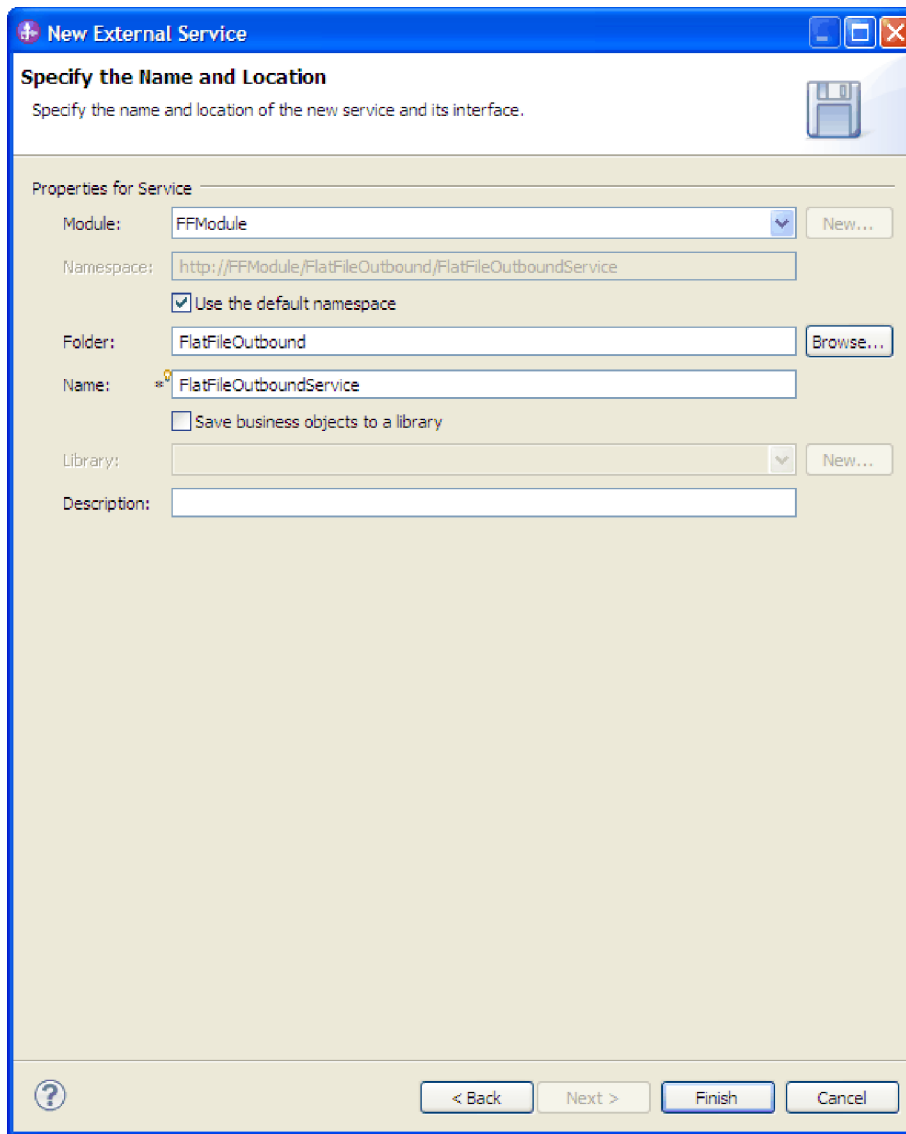 New External Service
Specify the Name and Location
Specify the name and location of the new service and its interface.
Properties for Service
Module: FFModule New...
Namespace: http://FFModule/FlatFileOutbound/FlatFileOutboundService
Use the default namespace
Folder: FlatFileOutbound Browse...
Name: * FlatFileOutboundService
Save business objects to a library
Library: New...
Description:
? < Back Next > Finish Cancel